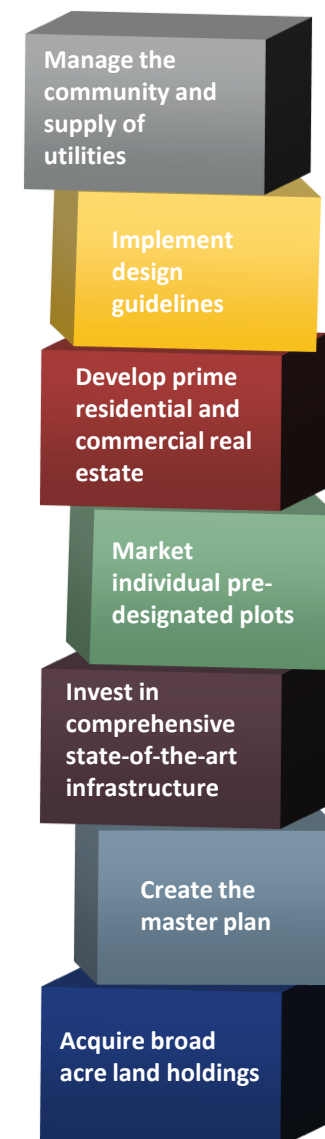 Manage the
community and
supply of
utilities
Implement
design
guidelines
Develop prime
residential and
commercial real
estate
Market
individual pre-
designated plots
Invest in
comprehensive
state-of-the-art
infrastructure
Create the
master plan
Acquire broad
acre land holdings